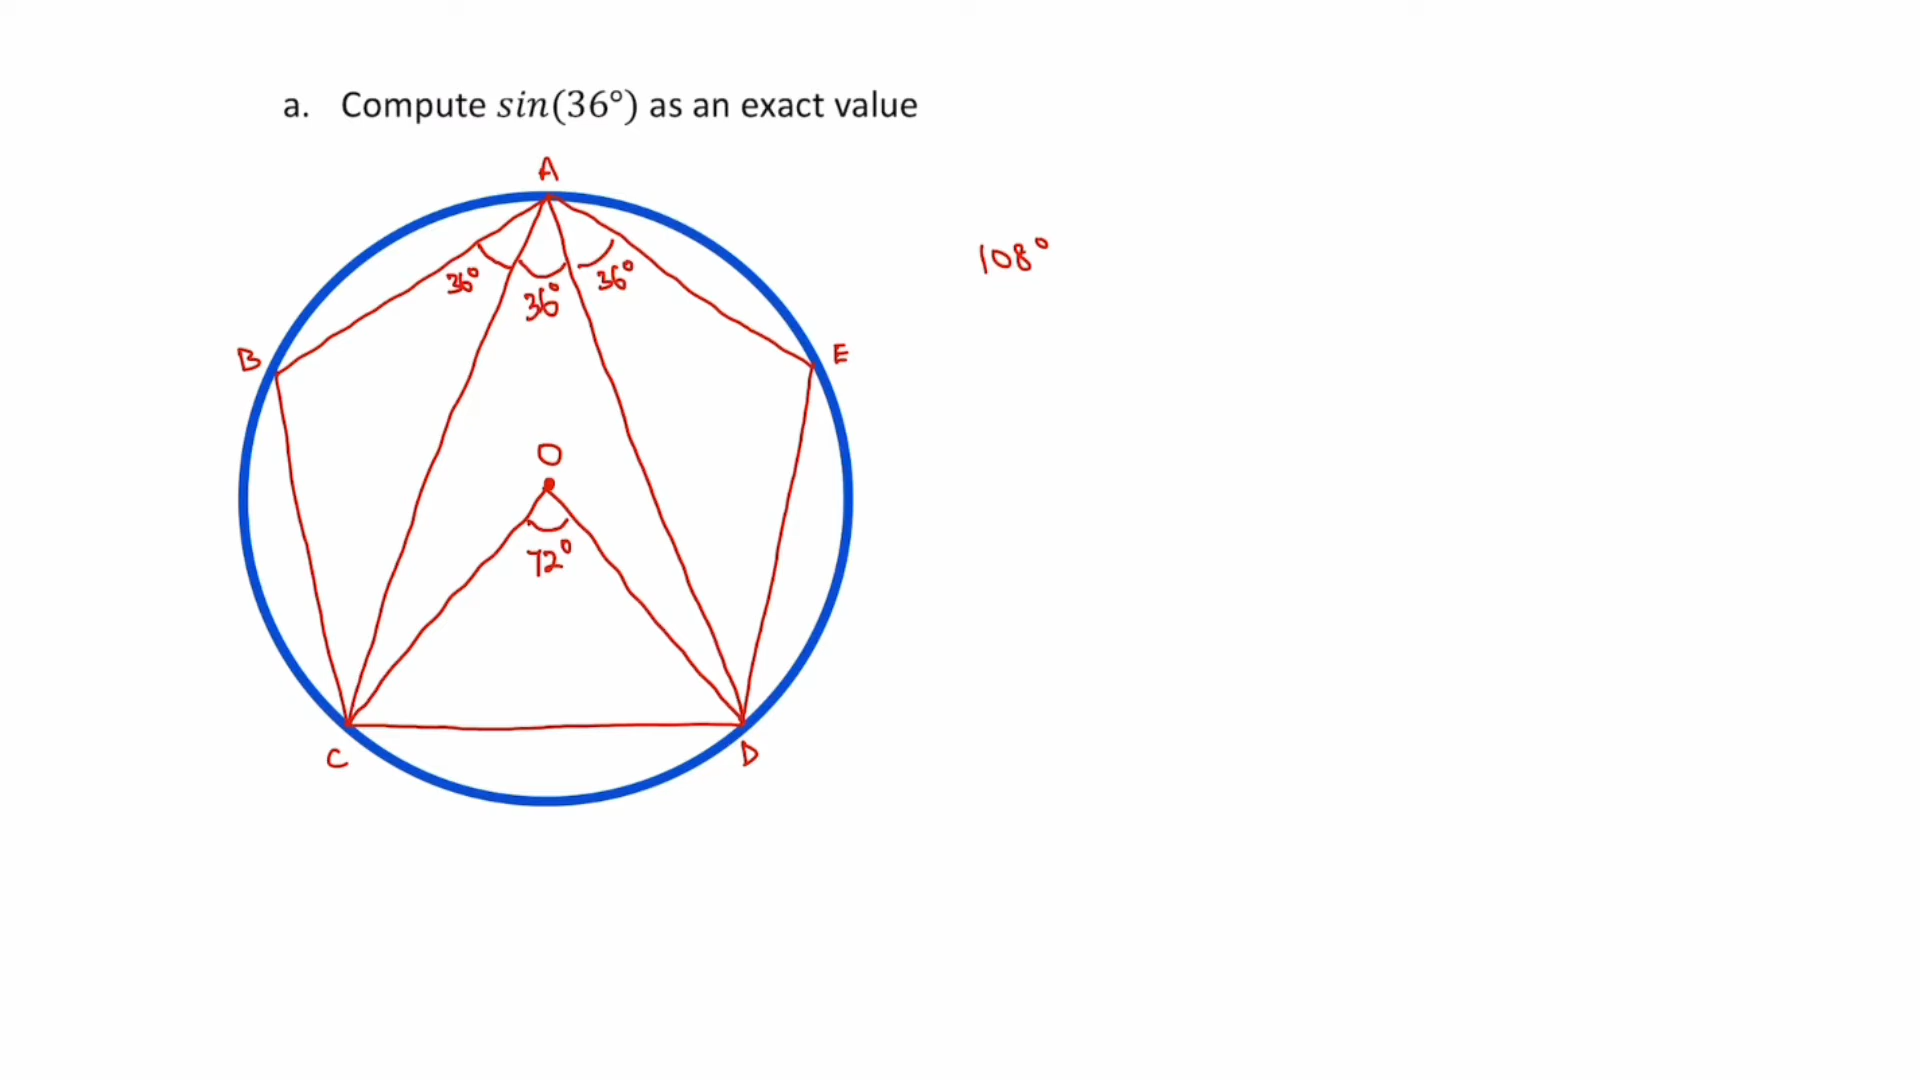 a. Compute sin(36°) as an exact value
A
108°
36°
36°
36°
B
E
O
72°
C
D